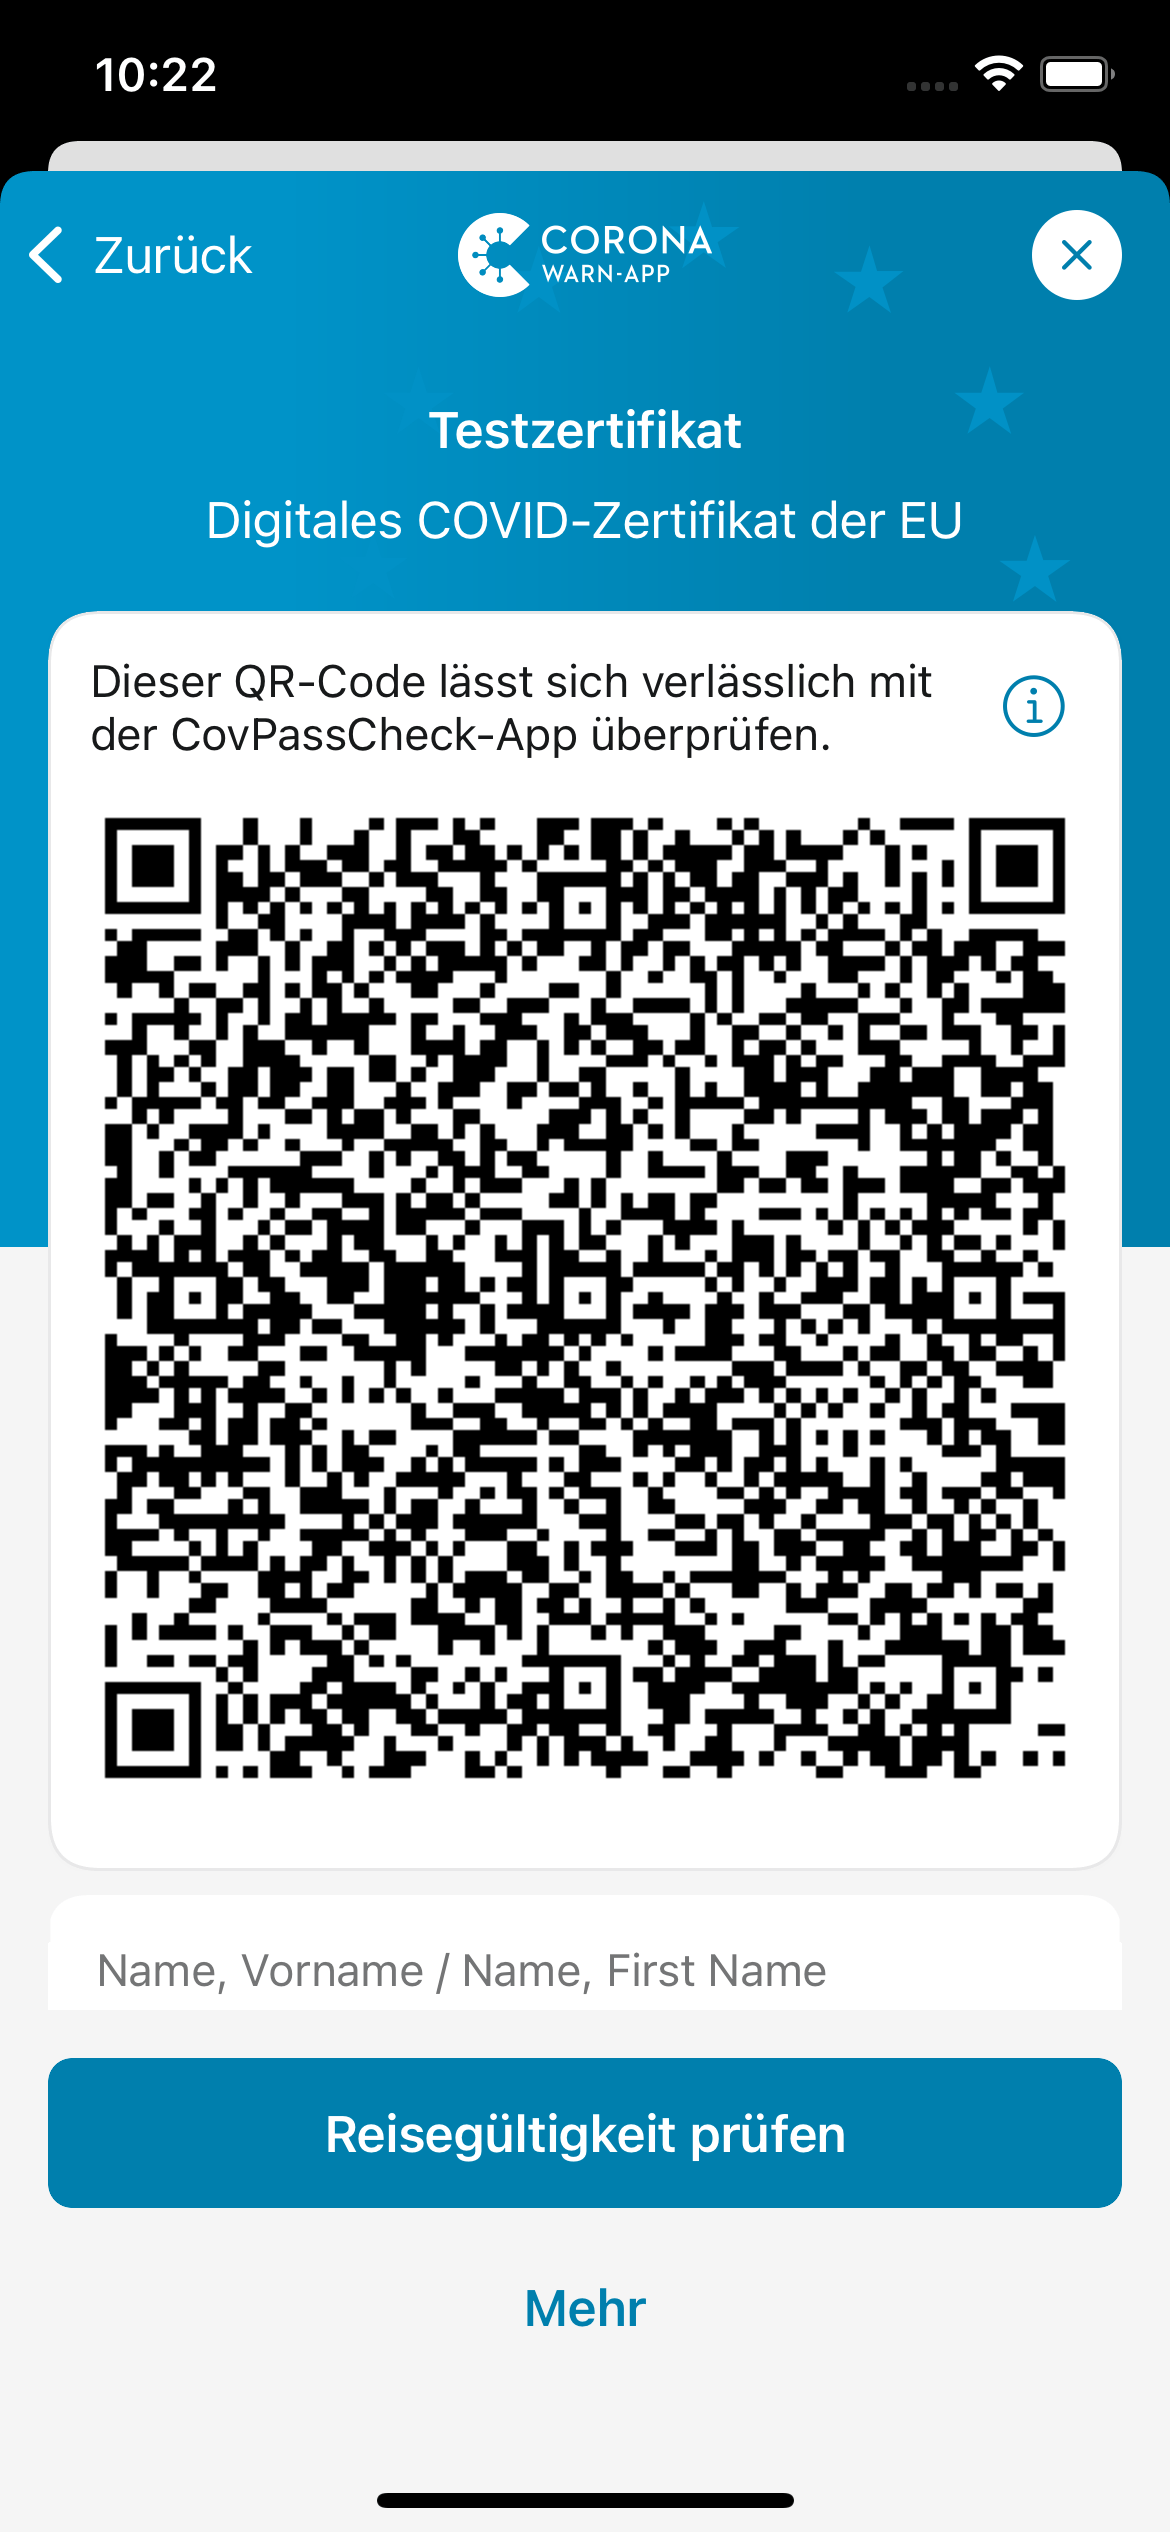 10:22
Zurück
CORONA
WARN-APP
Testzertifikat
Digitales COVID-Zertifikat der EU
Dieser QR-Code lässt sich verlässlich mit
der CovPassCheck-App überprüfen.
Name, Vorname / Name, First Name
Reisegültigkeit prüfen
Mehr